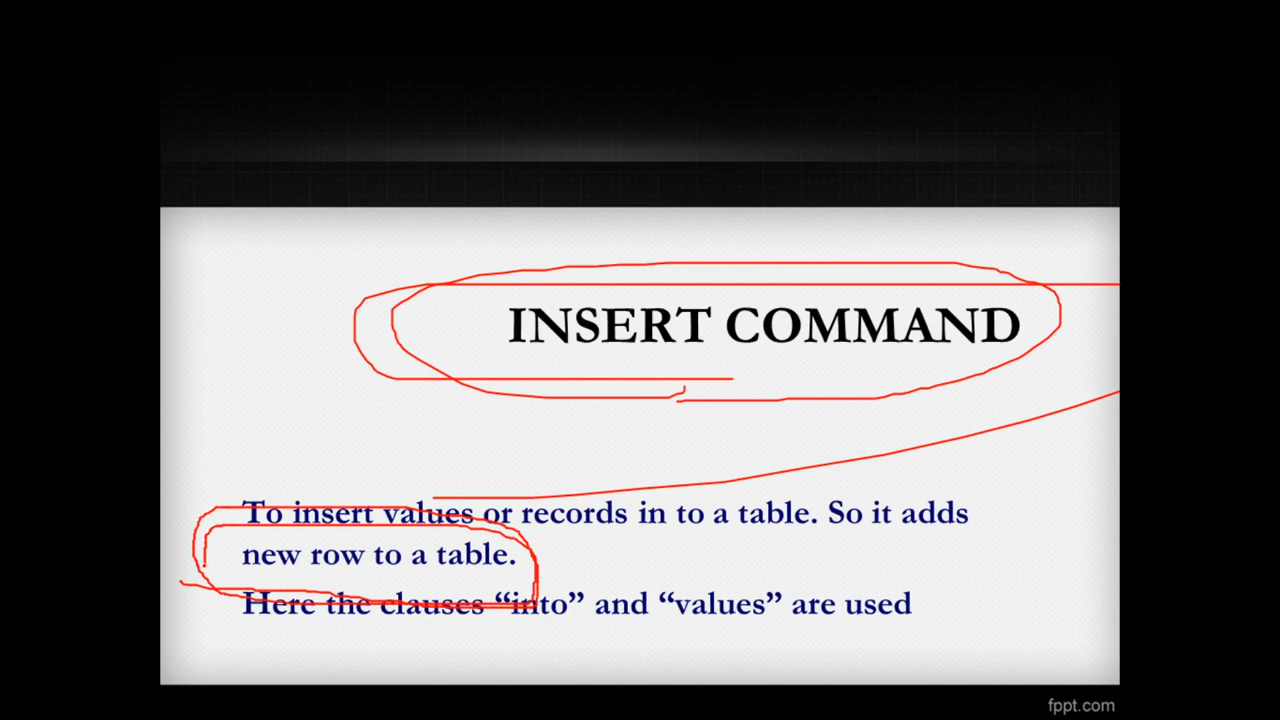 INSERT COMMAND
To insert values or records in to a table. So it adds
new row to a table.
Here the clauses “into” and “values” are used
fppt.com